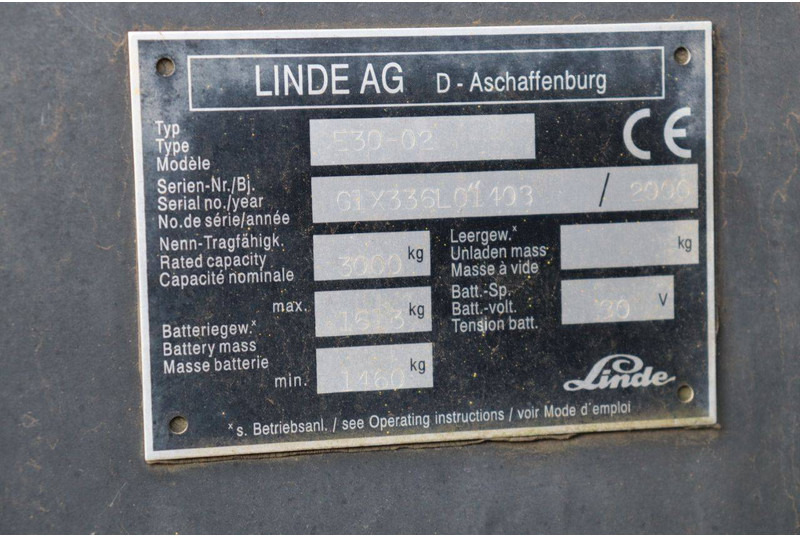 LINDE AG D - Aschaffenburg
Typ
Type
Modèle
E30-02
CE
Serien-Nr./Bj.
Serial no./year
No.de série/année
G1X336L01403 / 2000
Nenn-Tragfähigk.
Rated capacity
Capacité nominale
3000 kg
Leergew.ˣ
Unladen mass
Masse à vide
kg
Batteriegew.ˣ
Battery mass
Masse batterie
max.
kg
min.
1460 kg
Batt.-Sp.
Batt.-volt.
Tension batt.
80 V
Linde
ˣ s. Betriebsanl. / see Operating instructions / voir Mode d'emploi